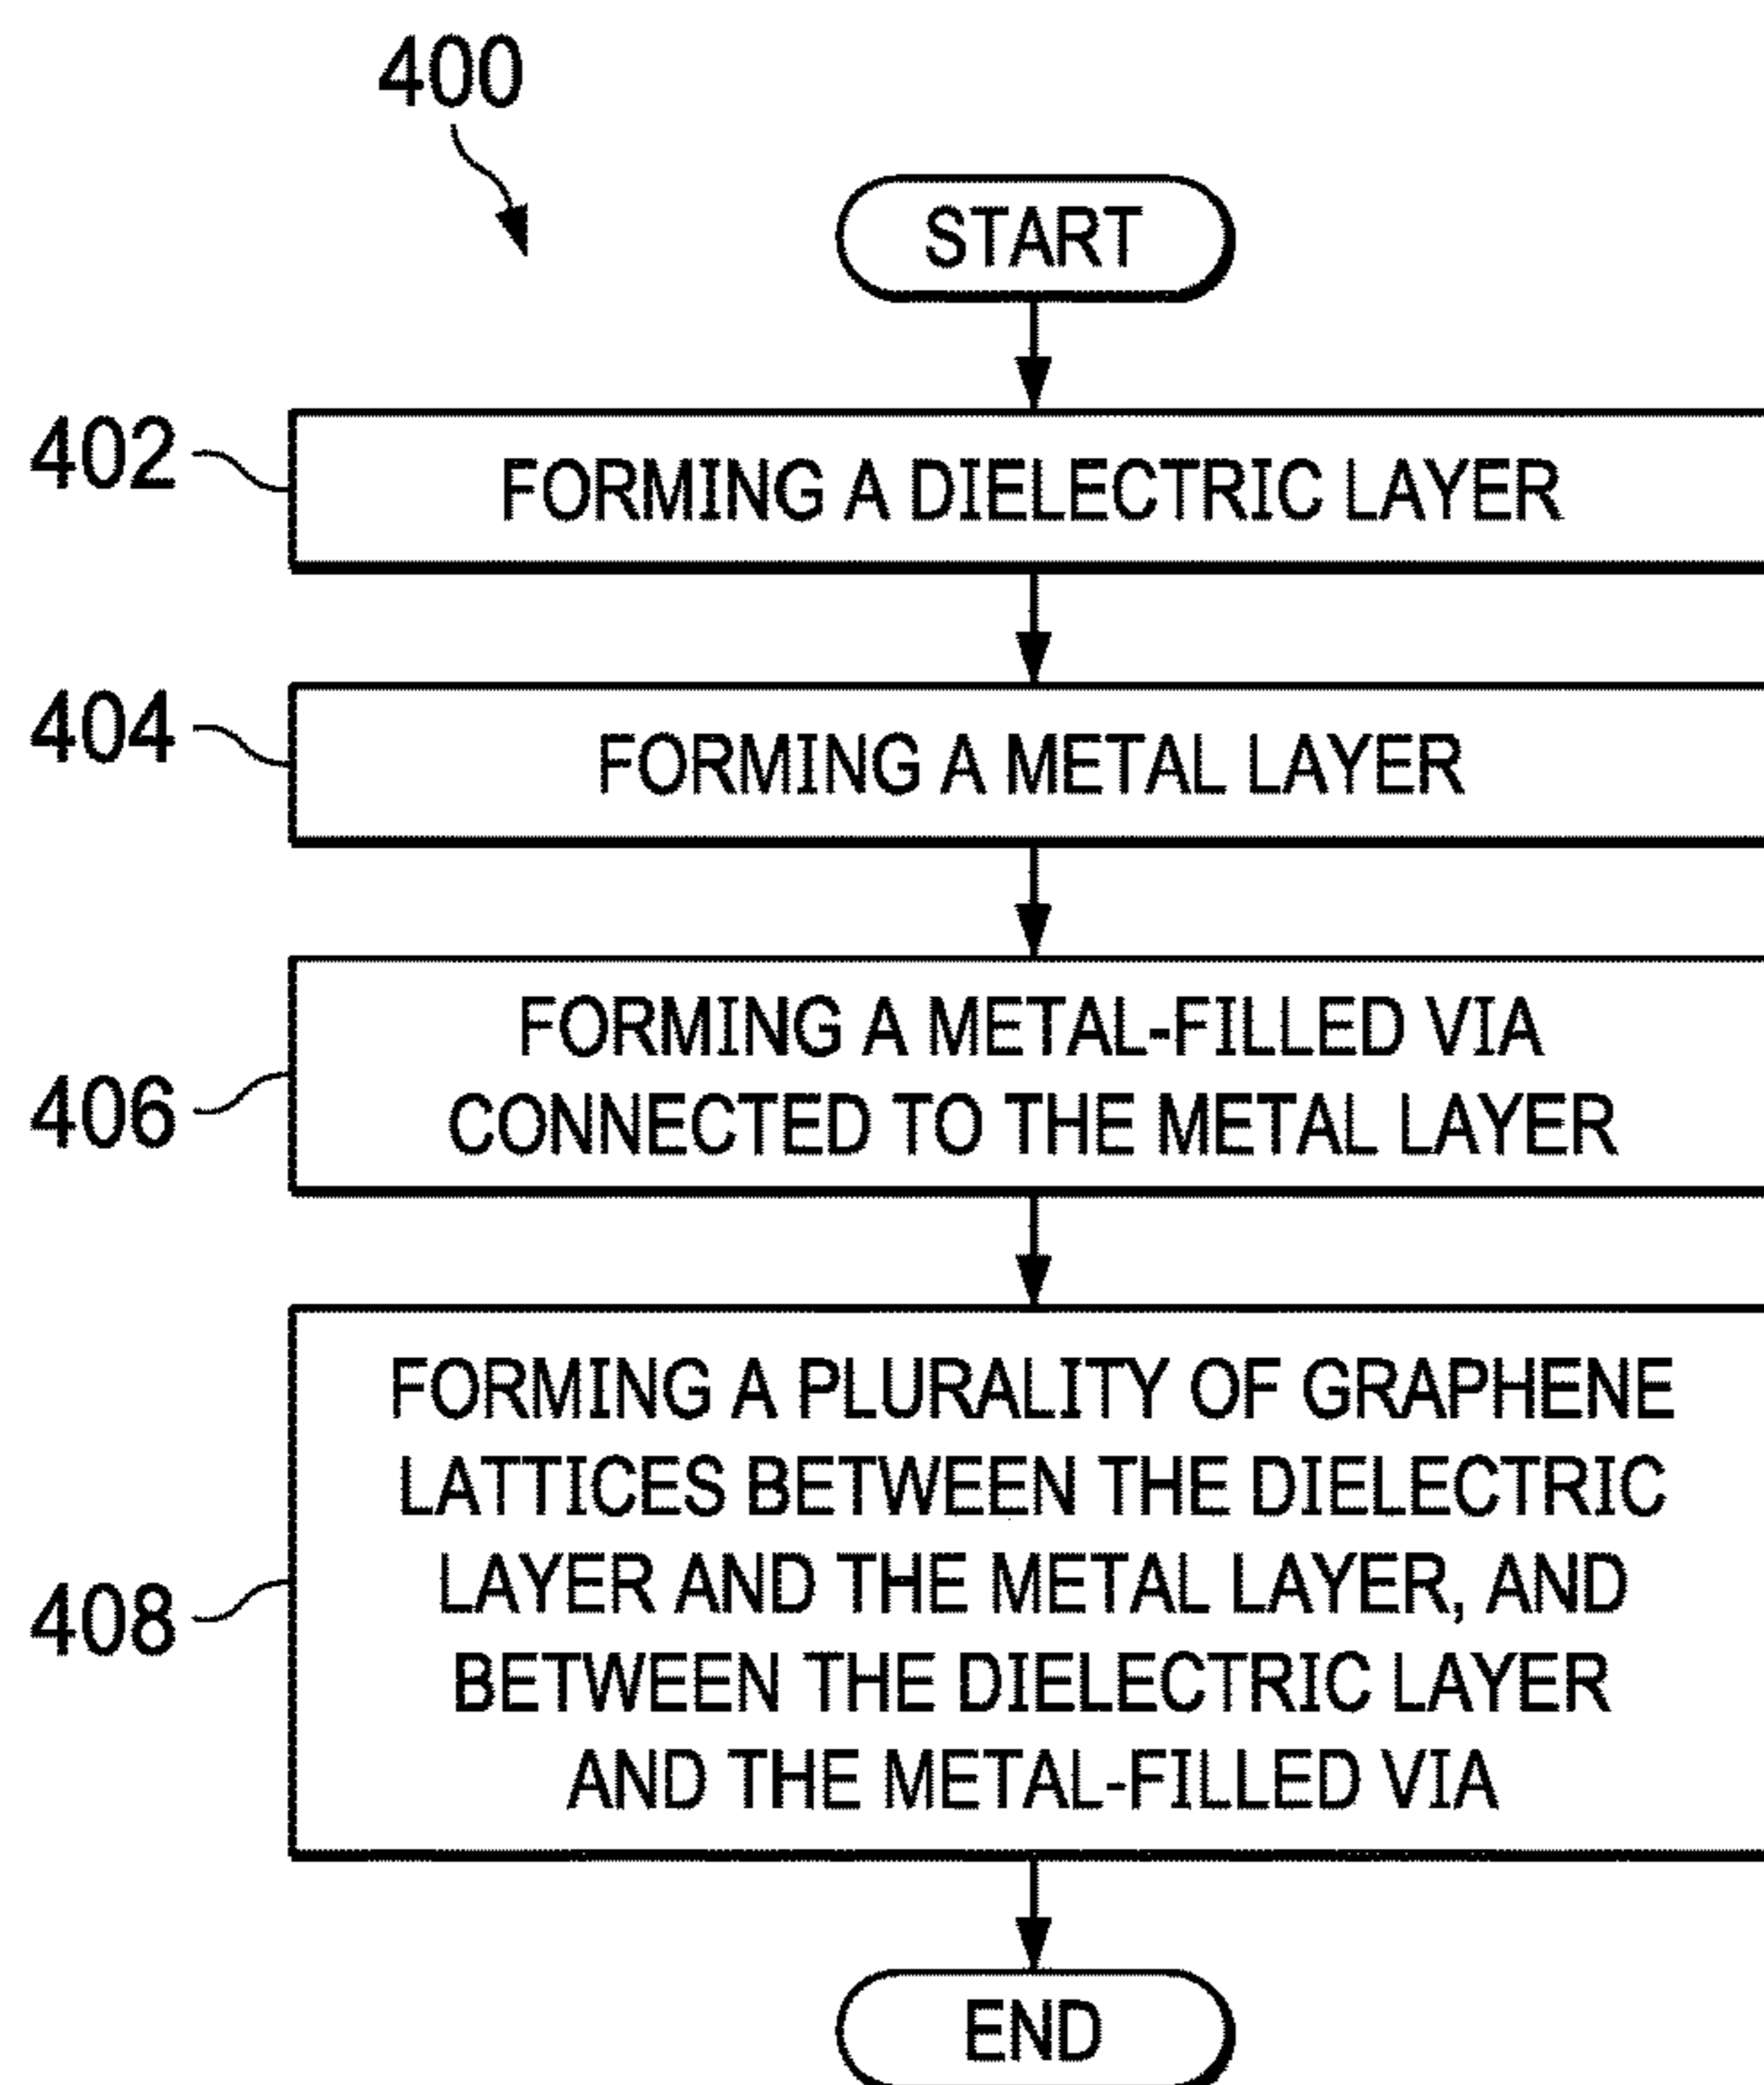 400
START
402
FORMING A DIELECTRIC LAYER
404
FORMING A METAL LAYER
406
FORMING A METAL-FILLED VIA
CONNECTED TO THE METAL LAYER
408
FORMING A PLURALITY OF GRAPHENE
LATTICES BETWEEN THE DIELECTRIC
LAYER AND THE METAL LAYER, AND
BETWEEN THE DIELECTRIC LAYER
AND THE METAL-FILLED VIA
END